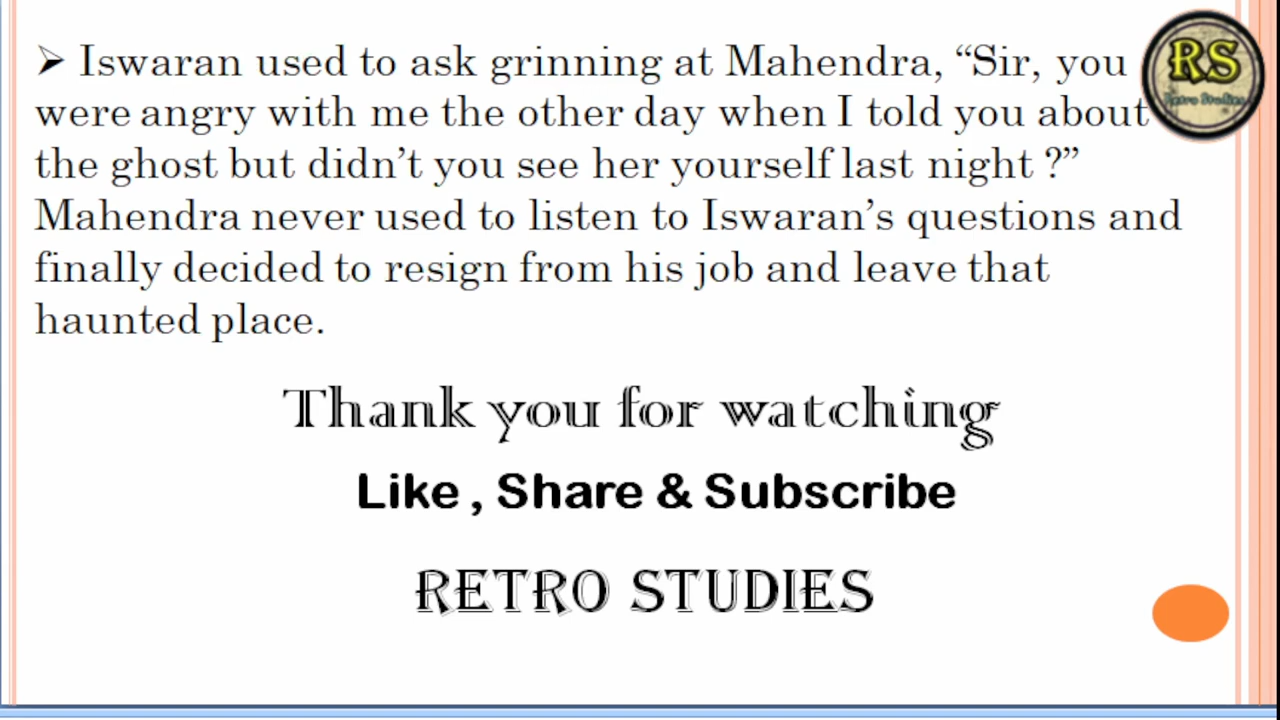 ➢ Iswaran used to ask grinning at Mahendra, “Sir, you
were angry with me the other day when I told you about
the ghost but didn’t you see her yourself last night ?”
Mahendra never used to listen to Iswaran’s questions and
finally decided to resign from his job and leave that
haunted place.
RS
Retro Studies
Thank you for watching
Like , Share & Subscribe
RETRO STUDIES